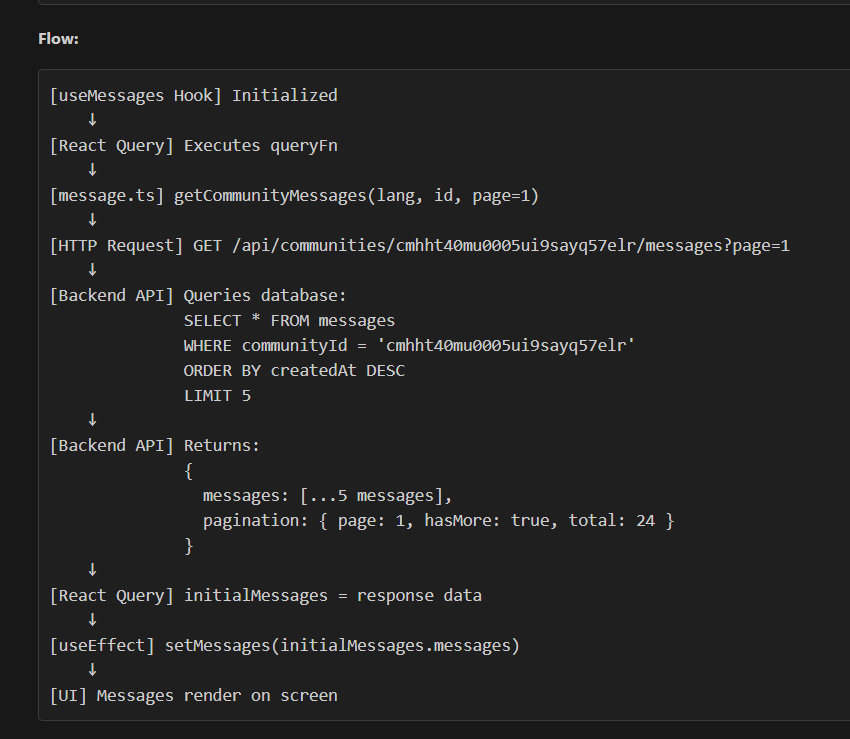 Flow:
[useMessages Hook] Initialized
↓
[React Query] Executes queryFn
↓
[message.ts] getCommunityMessages(lang, id, page=1)
↓
[HTTP Request] GET /api/communities/cmhht40mu0005ui9sayq57elr/messages?page=1
↓
[Backend API] Queries database:
SELECT * FROM messages
WHERE communityId = 'cmhht40mu0005ui9sayq57elr'
ORDER BY createdAt DESC
LIMIT 5
↓
[Backend API] Returns:
{
messages: [...5 messages],
pagination: { page: 1, hasMore: true, total: 24 }
}
↓
[React Query] initialMessages = response data
↓
[useEffect] setMessages(initialMessages.messages)
↓
[UI] Messages render on screen